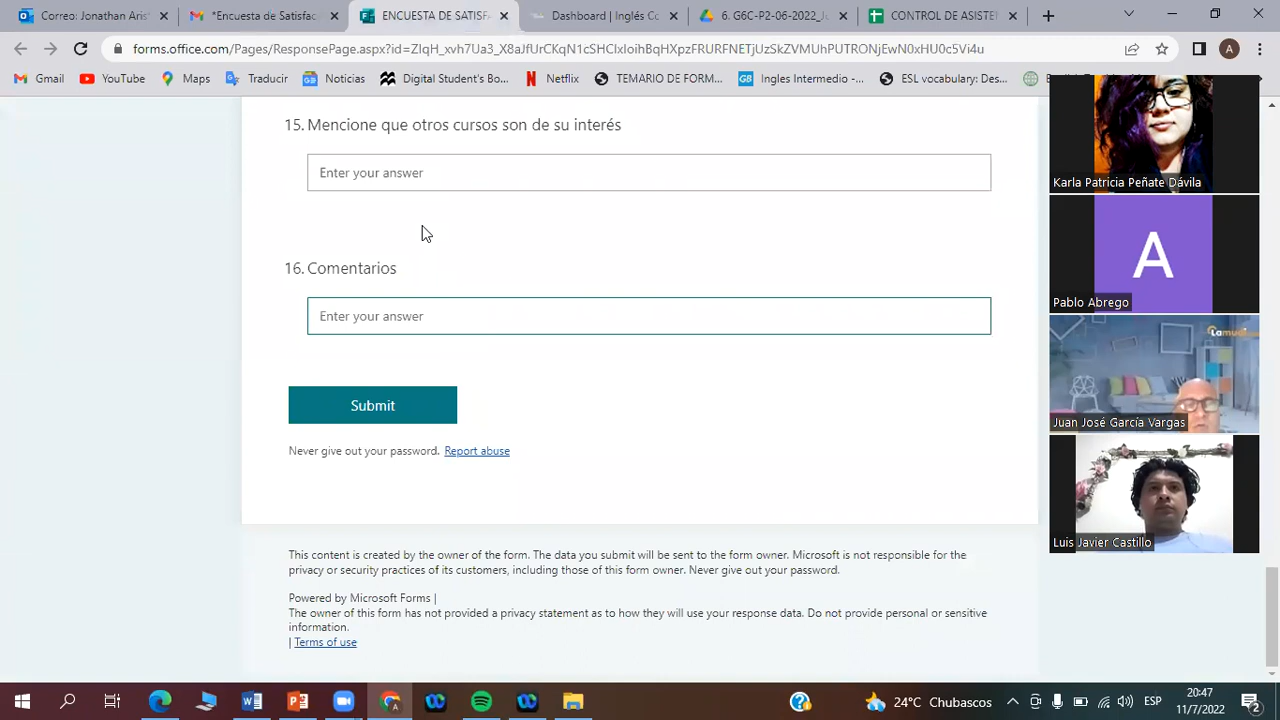 Correo: Jonathan Aris
*Encuesta de Satisfac
ENCUESTA DE SATISF
Dashboard | Inglés Co
6. G6C-P2-06-2022_Ju
CONTROL DE ASISTEN
forms.office.com/Pages/ResponsePage.aspx?id=ZIqH_xvh7Ua3_X8aJfUrCKqN1cSHCIxIoihBqHXpzFRURFNETjUzSkZVMUhPUTRONjEwN0xHU0c5Vi4u
A
Gmail
YouTube
Maps
Traducir
Noticias
Digital Student's Bo...
Netflix
TEMARIO DE FORM...
GB
Ingles Intermedio -...
ESL vocabulary: Des...
15. Mencione que otros cursos son de su interés
Enter your answer
16. Comentarios
Enter your answer
Submit
Never give out your password. Report abuse
This content is created by the owner of the form. The data you submit will be sent to the form owner. Microsoft is not responsible for the
privacy or security practices of its customers, including those of this form owner. Never give out your password.
Powered by Microsoft Forms |
The owner of this form has not provided a privacy statement as to how they will use your response data. Do not provide personal or sensitive
information.
| Terms of use
Karla Patricia Peñate Dávila
A
Pablo Abrego
Lamudi
Juan José García Vargas
Luis Javier Castillo
24°C Chubascos
ESP
20:47
11/7/2022
2